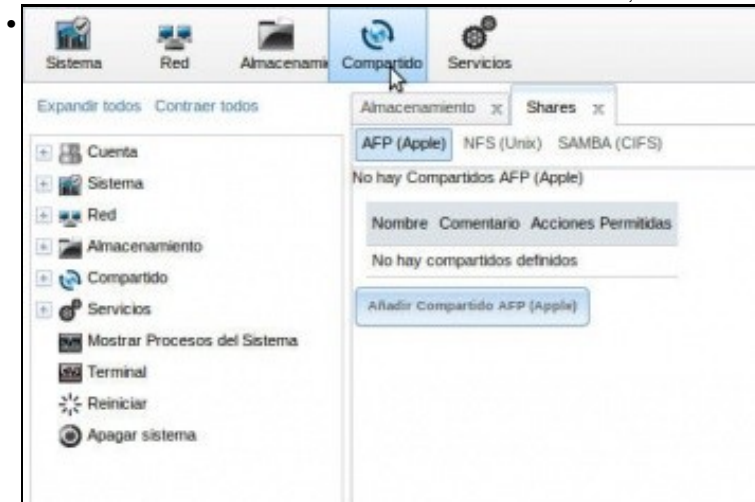 Sistema Red Almacenami Compartido Servicios
Expandir todos Contraer todos
Almacenamiento x Shares x
AFP (Apple) NFS (Unix) SAMBA (CIFS)
Cuenta
Sistema
Red
Almacenamiento
Compartido
Servicios
Mostrar Procesos del Sistema
Terminal
Reiniciar
Apagar sistema
No hay Compartidos AFP (Apple)
Nombre Comentario Acciones Permitidas
No hay compartidos definidos
Añadir Compartido AFP (Apple)